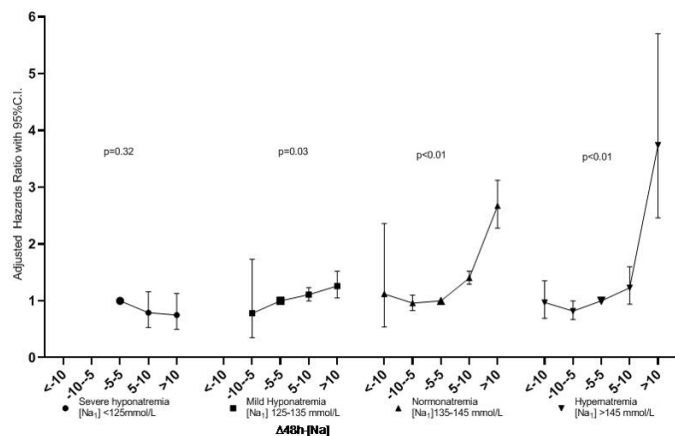 Adjusted Hazards Ratio with 95%C.I.
6
5
4
3
2
1
0
p=0.32
p=0.03
p<0.01
p<0.01
<-10 -10--5 -5-5 5-10 >10 <-10 -10--5 -5-5 5-10 >10 <-10 -10--5 -5-5 5-10 >10 <-10 -10--5 -5-5 5-10 >10
Severe hyponatremia
[Na₁] <125mmol/L
Mild Hyponatremia
[Na₁] 125-135 mmol/L
Normonatremia
[Na₁]135-145 mmol/L
Hypernatremia
[Na₁] >145 mmol/L
Δ48h-[Na]